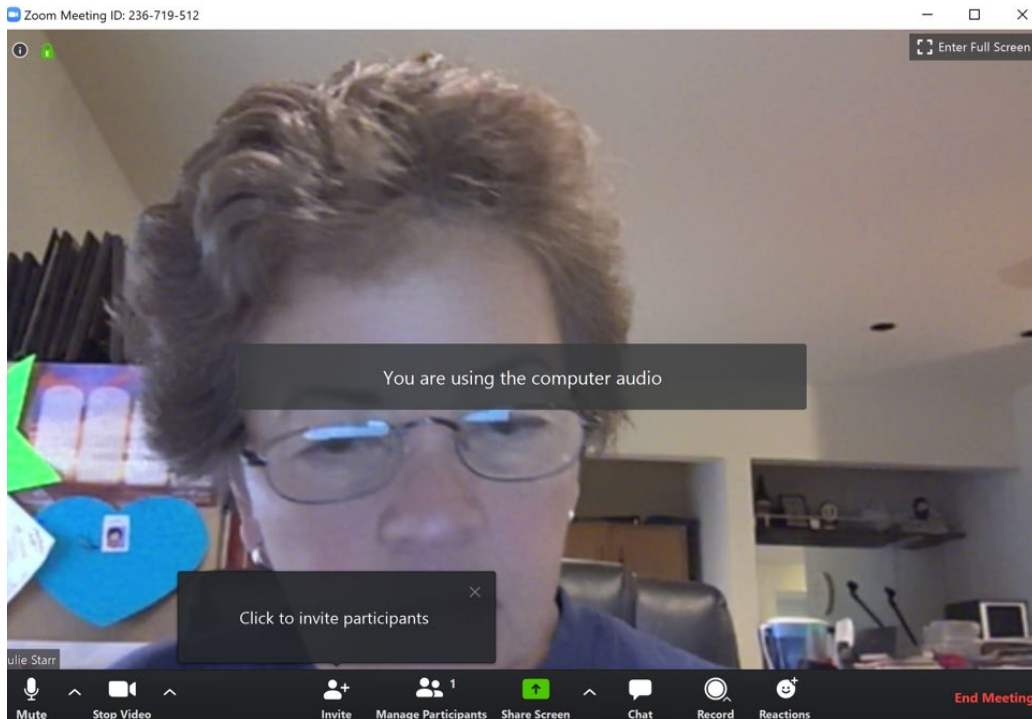 Zoom Meeting ID: 236-719-512
Enter Full Screen
You are using the computer audio
Click to invite participants
ulie Starr
1
Mute
Stop Video
Invite
Manage Participants
Share Screen
Chat
Record
Reactions
End Meeting